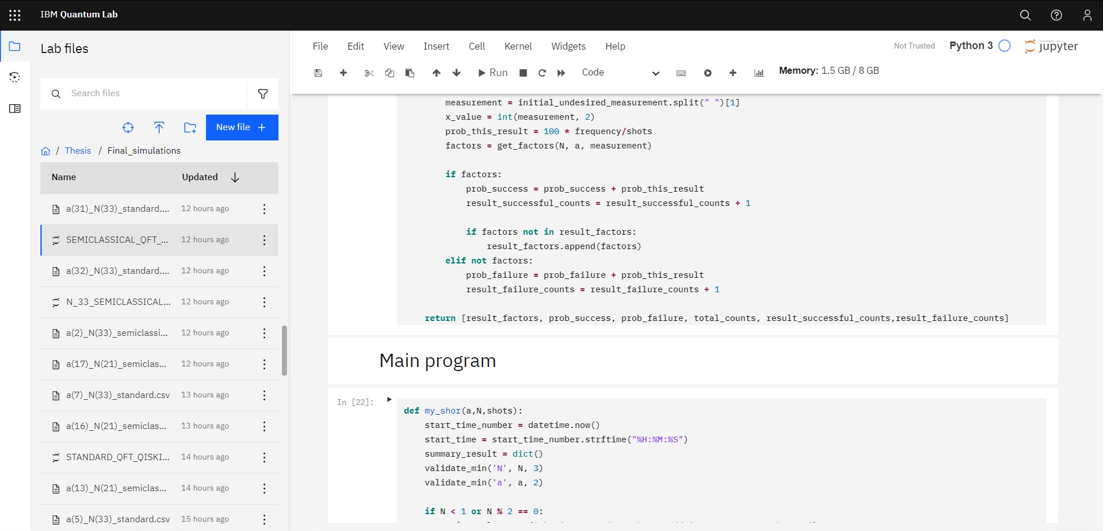 IBM Quantum Lab
Lab files
Search files
New file +
/ Thesis / Final_simulations
Name Updated
a(31)_N(33)_standard.... 12 hours ago
SEMICLASSICAL_QFT_... 12 hours ago
a(32)_N(33)_standard.... 12 hours ago
N_33_SEMICLASSICAL... 12 hours ago
a(2)_N(33)_semiclassi... 12 hours ago
a(17)_N(21)_semiclas... 12 hours ago
a(7)_N(33)_standard.csv 13 hours ago
a(16)_N(21)_semiclas... 13 hours ago
STANDARD_QFT_QISKI... 14 hours ago
a(13)_N(21)_semiclas... 14 hours ago
a(5)_N(33)_standard.csv 15 hours ago
File Edit View Insert Cell Kernel Widgets Help
Not Trusted Python 3 jupyter
Run Code Memory: 1.5 GB / 8 GB
measurement = initial_undesired_measurement.split(" ")[1]
x_value = int(measurement, 2)
prob_this_result = 100 * frequency/shots
factors = get_factors(N, a, measurement)
if factors:
prob_success = prob_success + prob_this_result
result_successful_counts = result_successful_counts + 1
if factors not in result_factors:
result_factors.append(factors)
elif not factors:
prob_failure = prob_failure + prob_this_result
result_failure_counts = result_failure_counts + 1
return [result_factors, prob_success, prob_failure, total_counts, result_successful_counts,result_failure_counts]
Main program
In [22]:
def my_shor(a,N,shots):
start_time_number = datetime.now()
start_time = start_time_number.strftime("%H:%M:%S")
summary_result = dict()
validate_min('N', N, 3)
validate_min('a', a, 2)
if N < 1 or N % 2 == 0: